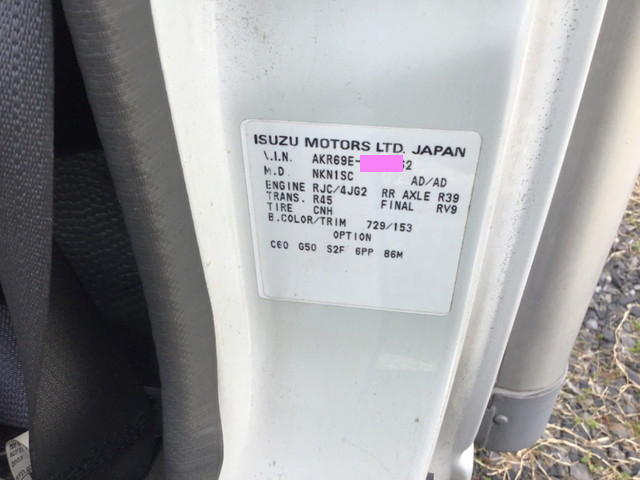 ISUZU MOTORS LTD. JAPAN
V.I.N. AKR69E- 62
M.D. NKN1SC AD/AD
ENGINE RJC/4JG2 RR AXLE R39
TRANS. R45 FINAL RV9
TIRE CNH
B.COLOR/TRIM 729/153
OPTION
C60 G50 S2F 6PP 86M